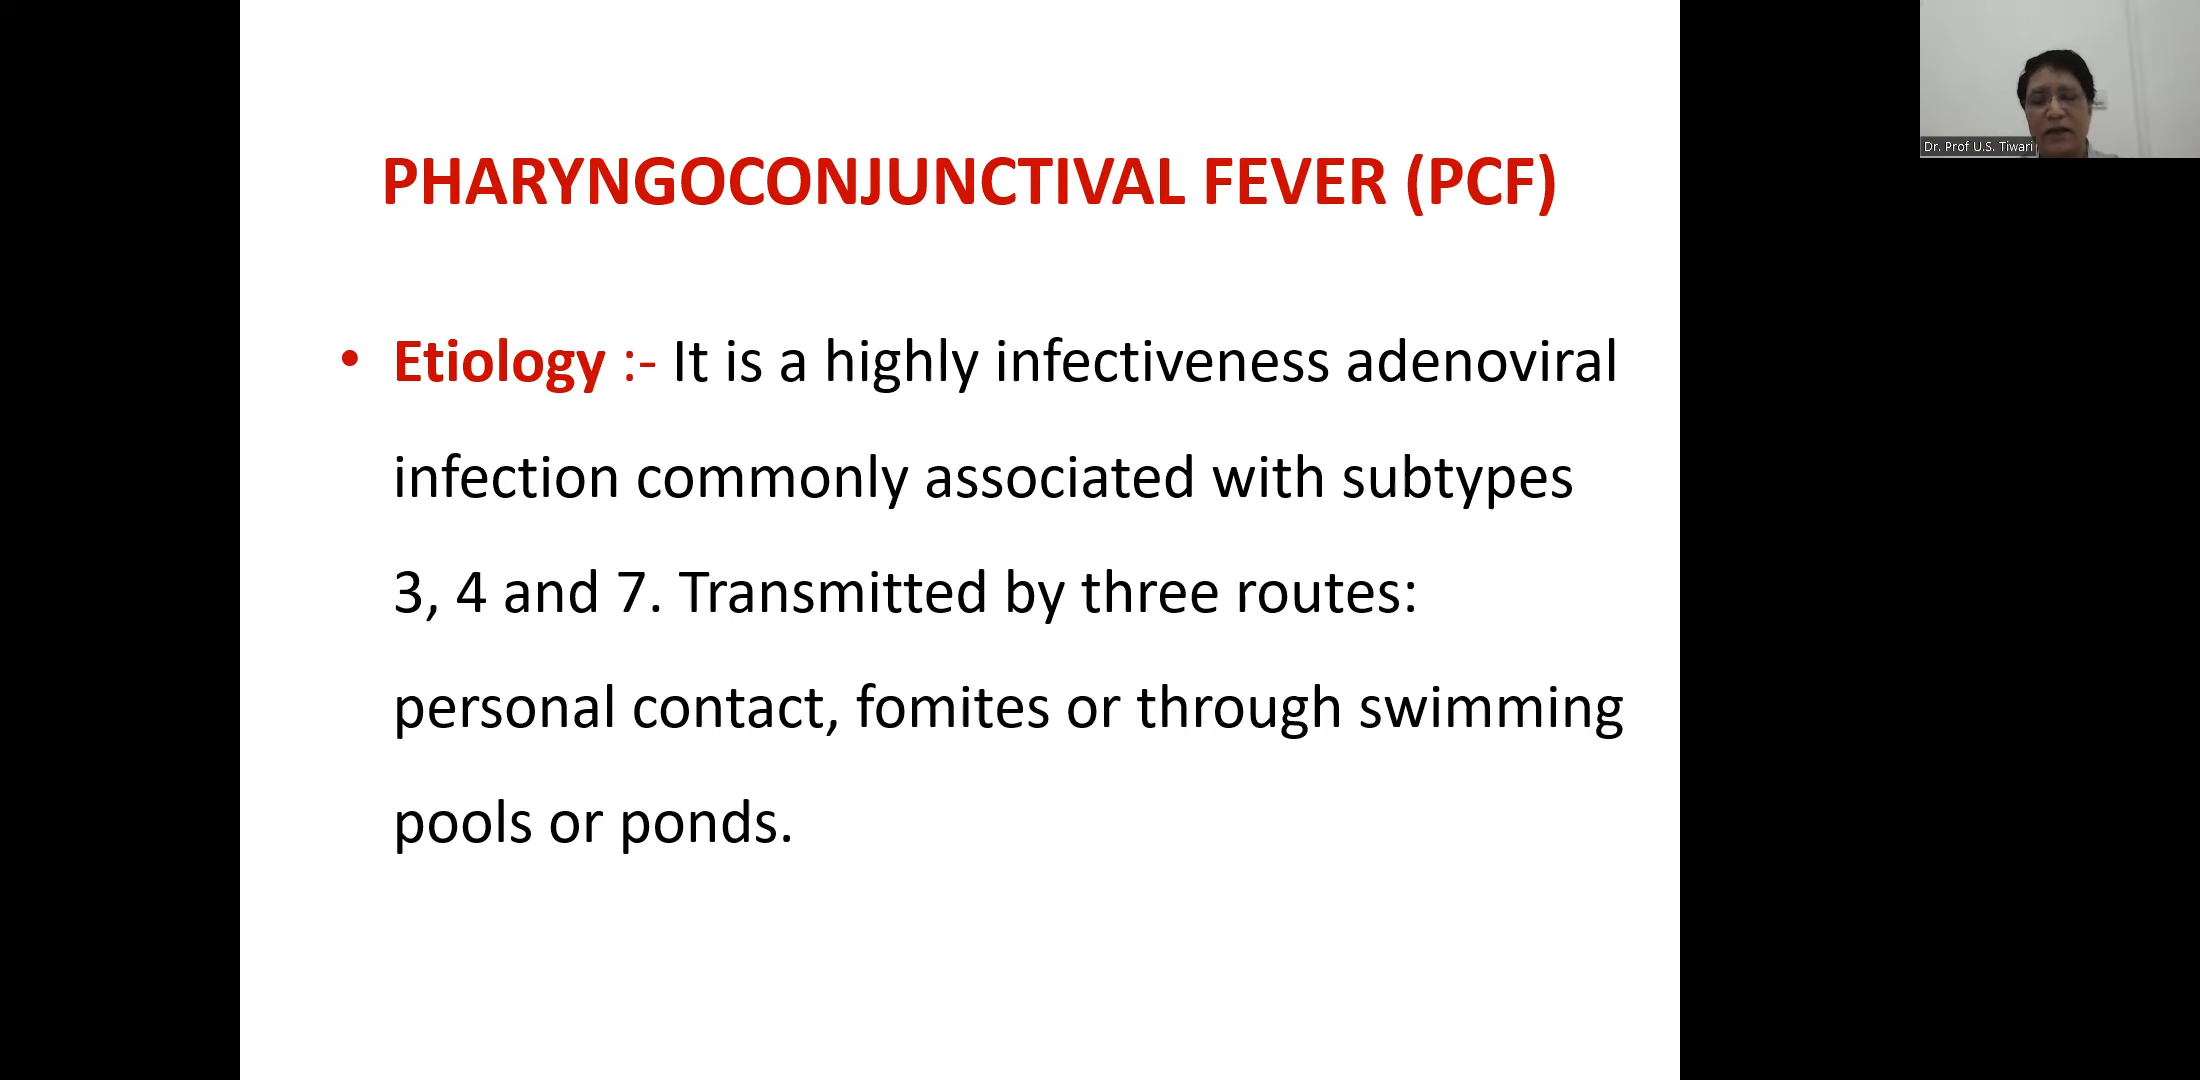 PHARYNGOCONJUNCTIVAL FEVER (PCF)
• Etiology :- It is a highly infectiveness adenoviral
infection commonly associated with subtypes
3, 4 and 7. Transmitted by three routes:
personal contact, fomites or through swimming
pools or ponds.
Dr. Prof U.S. Tiwari